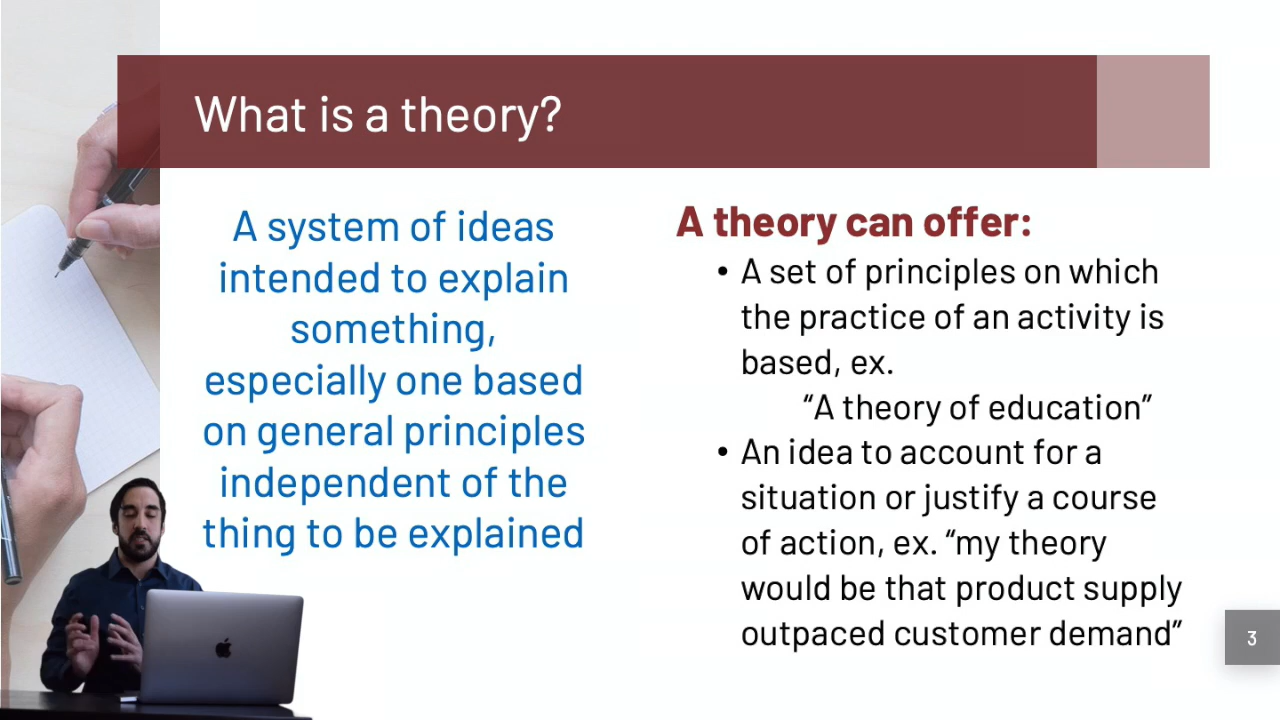 What is a theory?
A system of ideas
intended to explain
something,
especially one based
on general principles
independent of the
thing to be explained
A theory can offer:
• A set of principles on which
the practice of an activity is
based, ex.
“A theory of education”
• An idea to account for a
situation or justify a course
of action, ex. “my theory
would be that product supply
outpaced customer demand”
3